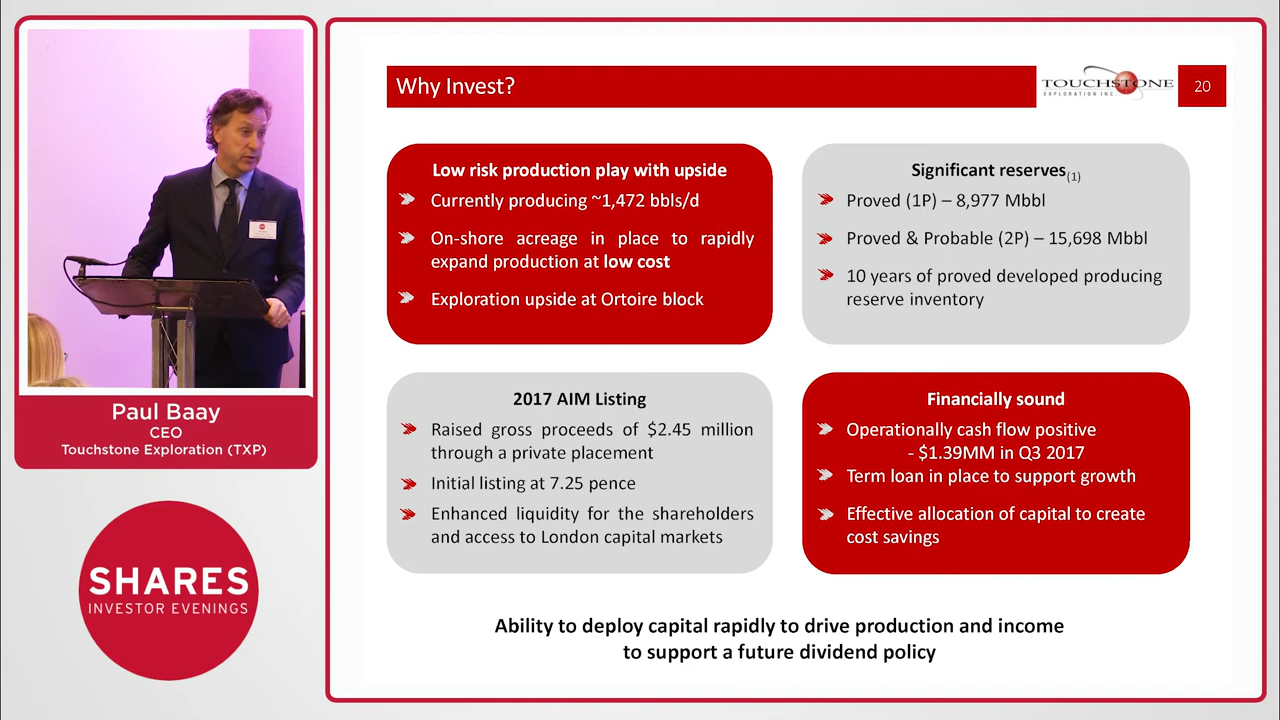 Why Invest?
TOUCHSTONE
EXPLORATION INC.
20
Low risk production play with upside
Currently producing ~1,472 bbls/d
On-shore acreage in place to rapidly
expand production at low cost
Exploration upside at Ortoire block
Significant reserves(1)
Proved (1P) – 8,977 Mbbl
Proved & Probable (2P) – 15,698 Mbbl
10 years of proved developed producing
reserve inventory
2017 AIM Listing
Raised gross proceeds of $2.45 million
through a private placement
Initial listing at 7.25 pence
Enhanced liquidity for the shareholders
and access to London capital markets
Financially sound
Operationally cash flow positive
- $1.39MM in Q3 2017
Term loan in place to support growth
Effective allocation of capital to create
cost savings
Ability to deploy capital rapidly to drive production and income
to support a future dividend policy
Paul Baay
CEO
Touchstone Exploration (TXP)
SHARES
INVESTOR EVENINGS